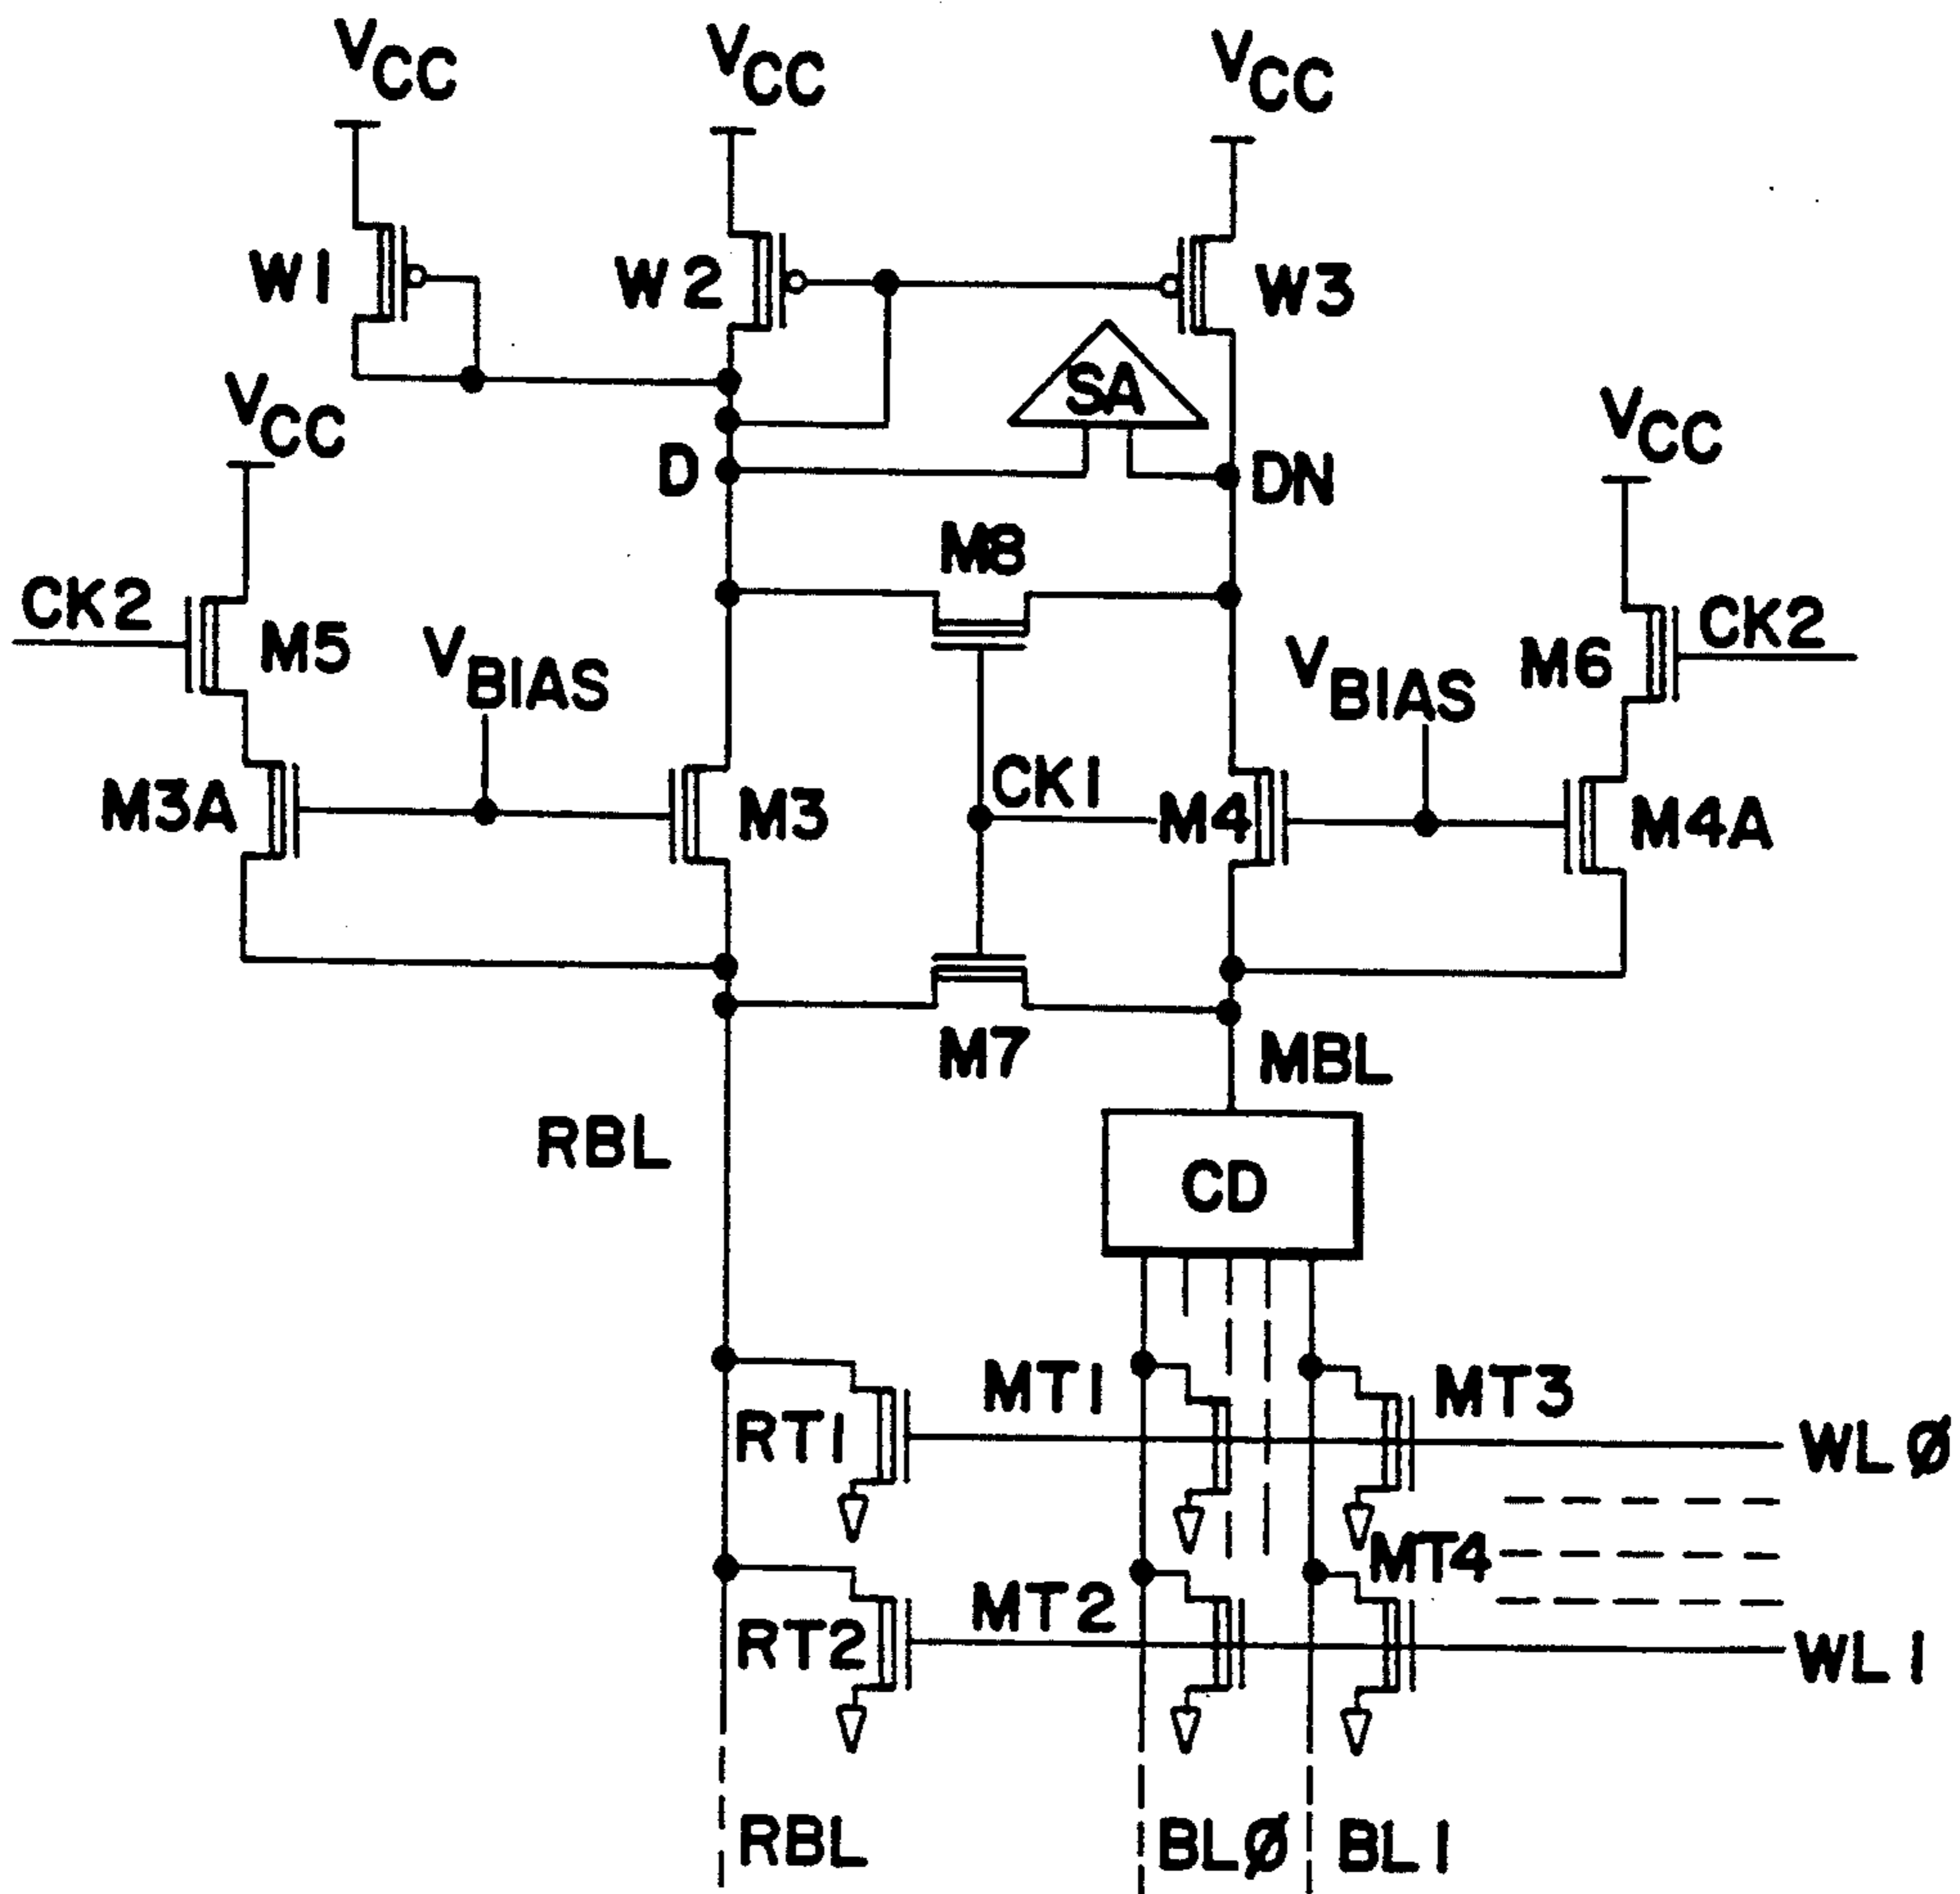 VCC VCC VCC
W1 W2 W3
SA
VCC VCC
D DN
M8
CK2 M5 VBIAS VBIAS M6 CK2
M3A M3 CK1 M4 M4A
M7 MBL
RBL
CD
MT1 MT3
RT1 WLØ
MT4
MT2
RT2 WL1
RBL BLØ BL1